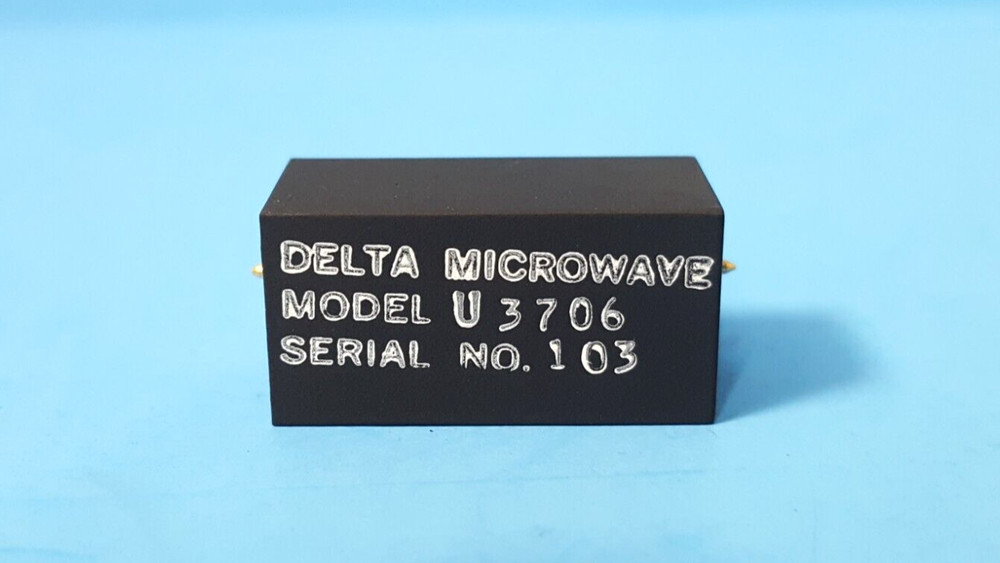 DELTA MICROWAVE
MODEL U 3706
SERIAL NO. 103